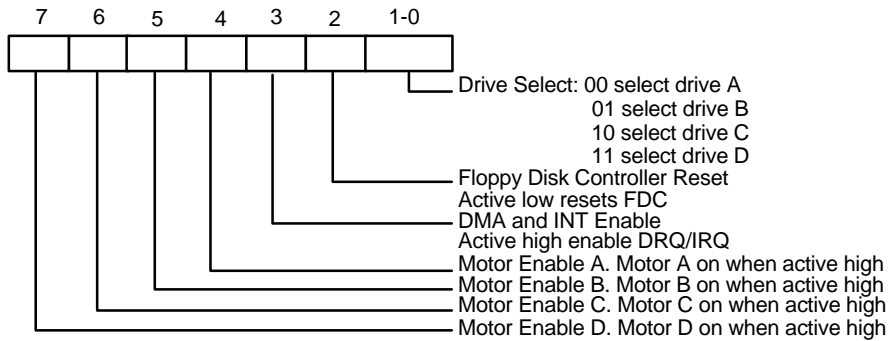 7 6 5 4 3 2 1-0
Drive Select: 00 select drive A
01 select drive B
10 select drive C
11 select drive D
Floppy Disk Controller Reset
Active low resets FDC
DMA and INT Enable
Active high enable DRQ/IRQ
Motor Enable A. Motor A on when active high
Motor Enable B. Motor B on when active high
Motor Enable C. Motor C on when active high
Motor Enable D. Motor D on when active high